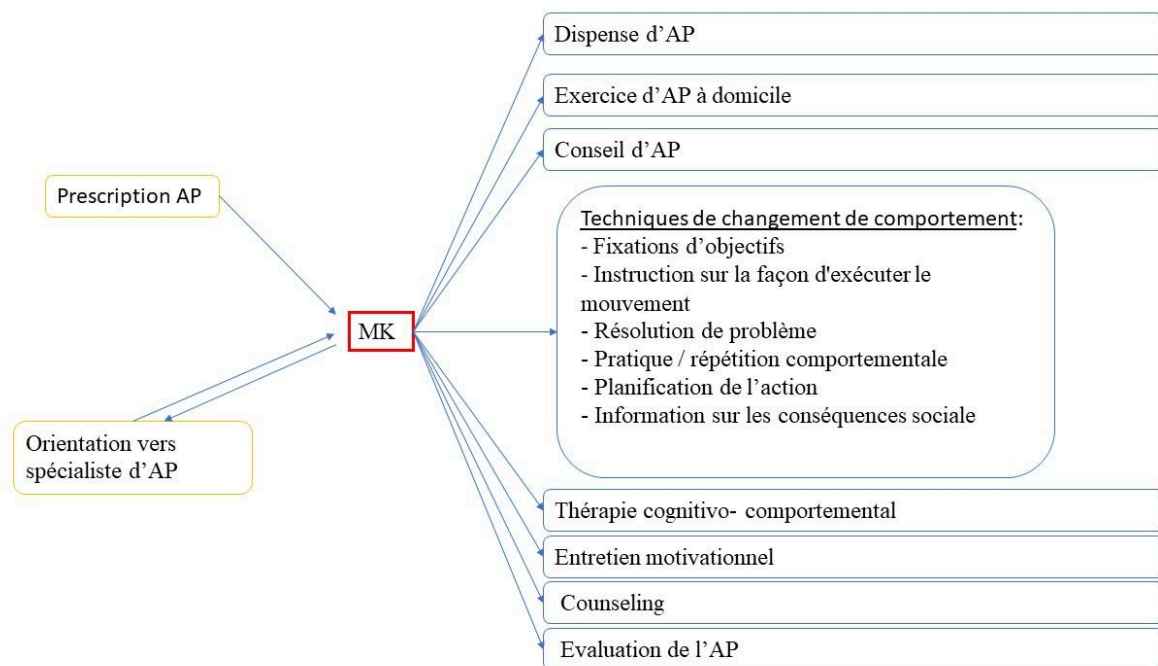 Dispense d’AP
Exercice d’AP à domicile
Conseil d’AP
Prescription AP
Techniques de changement de comportement:
- Fixations d’objectifs
- Instruction sur la façon d'exécuter le
mouvement
- Résolution de problème
- Pratique / répétition comportementale
- Planification de l’action
- Information sur les conséquences sociale
MK
Orientation vers
spécialiste d’AP
Thérapie cognitivo- comportemental
Entretien motivationnel
Counseling
Evaluation de l’AP